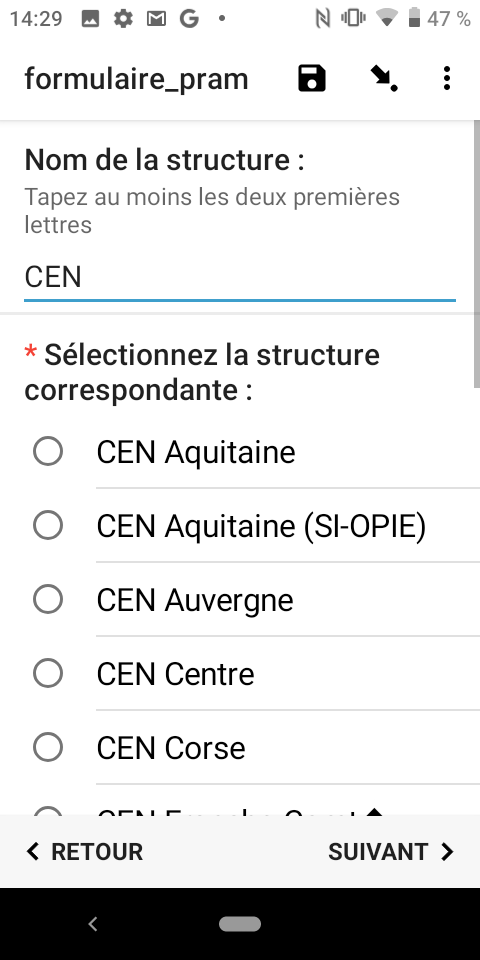 14:29
47 %
formulaire_pram
Nom de la structure :
Tapez au moins les deux premières
lettres
CEN
* Sélectionnez la structure
correspondante :
CEN Aquitaine
CEN Aquitaine (SI-OPIE)
CEN Auvergne
CEN Centre
CEN Corse
CEN
RETOUR
SUIVANT